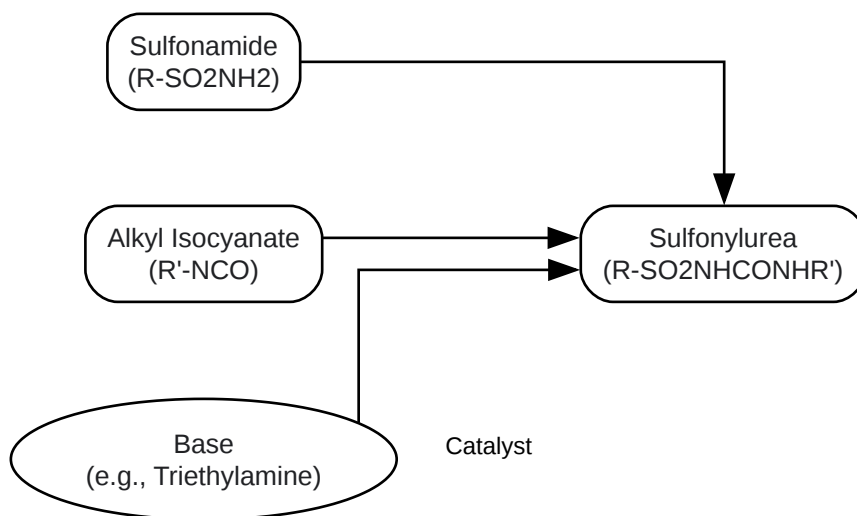 Sulfonamide
(R-SO2NH2)
Alkyl Isocyanate
(R'-NCO)
Sulfonylurea
(R-SO2NHCONHR')
Base
(e.g., Triethylamine)
Catalyst